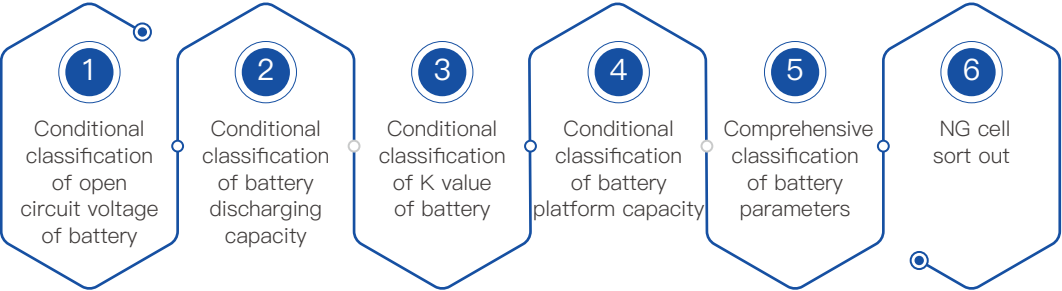 1
Conditional
classification
of open
circuit voltage
of battery
2
Conditional
classification
of battery
discharging
capacity
3
Conditional
classification
of K value
of battery
4
Conditional
classification
of battery
platform capacity
5
Comprehensive
classification
of battery
parameters
6
NG cell
sort out